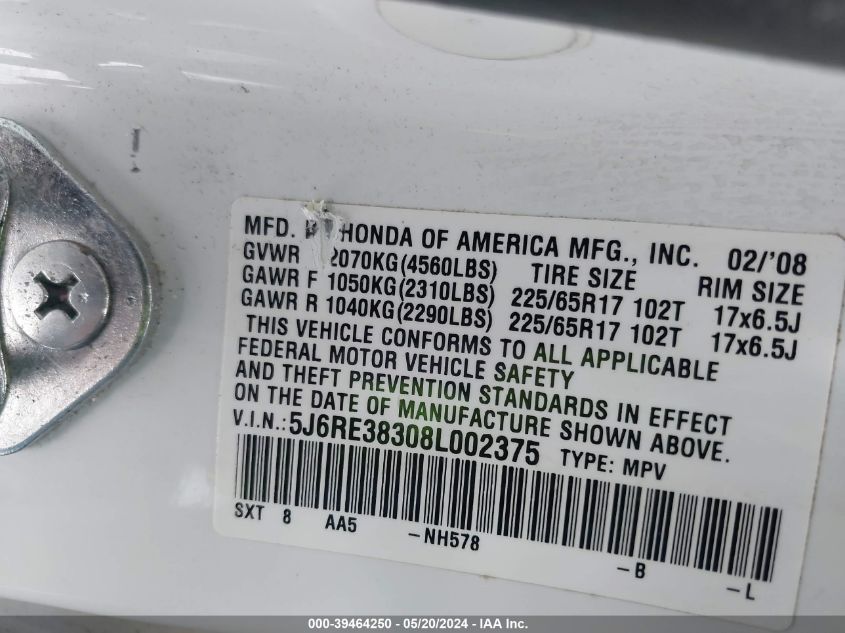 MFD. HONDA OF AMERICA MFG., INC. 02/'08
GVWR 2070KG(4560LBS) TIRE SIZE RIM SIZE
GAWR F 1050KG(2310LBS) 225/65R17 102T 17x6.5J
GAWR R 1040KG(2290LBS) 225/65R17 102T 17x6.5J
THIS VEHICLE CONFORMS TO ALL APPLICABLE
FEDERAL MOTOR VEHICLE SAFETY
AND THEFT PREVENTION STANDARDS IN EFFECT
ON THE DATE OF MANUFACTURE SHOWN ABOVE.
V.I.N.: 5J6RE38308L002375 TYPE: MPV
SXT 8 AA5 -NH578 -B -L
000-39464250 - 05/20/2024 - IAA Inc.